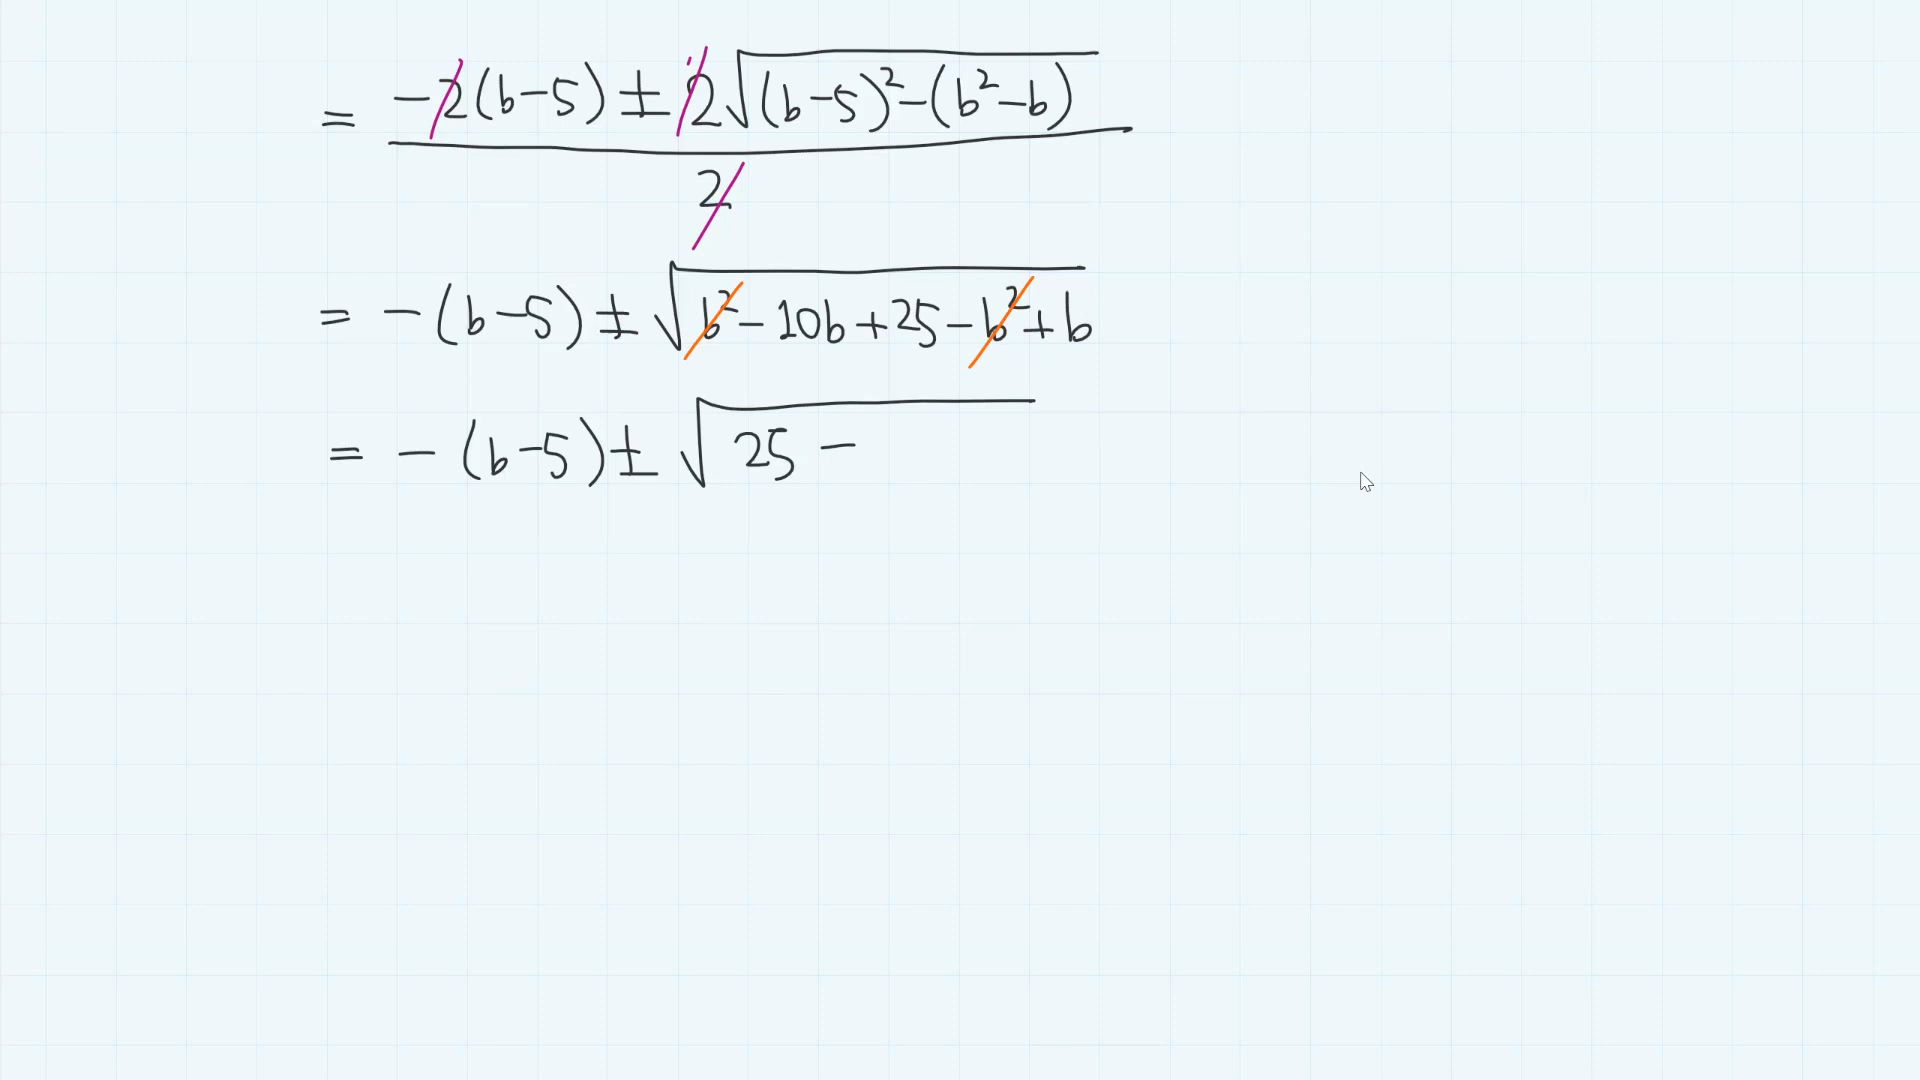 = (-2(b-5) ± 2√((b-5)²-(b²-b)))/2
= -(b-5) ± √(b²-10b+25-b²+b)
= -(b-5) ± √(25-